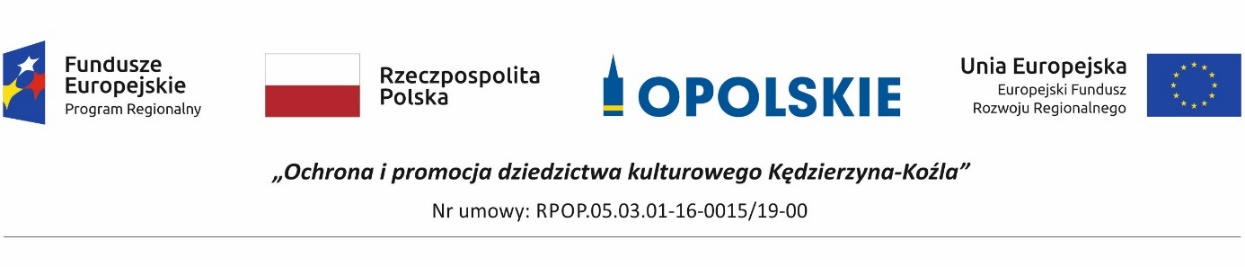 Fundusze
Europejskie
Program Regionalny
Rzeczpospolita
Polska
OPOLSKIE
Unia Europejska
Europejski Fundusz
Rozwoju Regionalnego
„Ochrona i promocja dziedzictwa kulturowego Kędzierzyna-Koźla”
Nr umowy: RPOP.05.03.01-16-0015/19-00